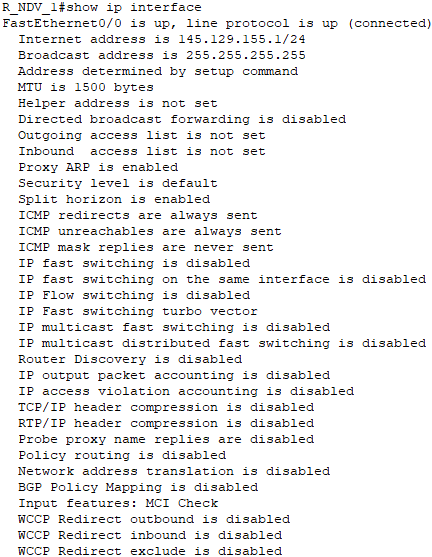 R_NDV_1#show ip interface
FastEthernet0/0 is up, line protocol is up (connected)
  Internet address is 145.129.155.1/24
  Broadcast address is 255.255.255.255
  Address determined by setup command
  MTU is 1500 bytes
  Helper address is not set
  Directed broadcast forwarding is disabled
  Outgoing access list is not set
  Inbound  access list is not set
  Proxy ARP is enabled
  Security level is default
  Split horizon is enabled
  ICMP redirects are always sent
  ICMP unreachables are always sent
  ICMP mask replies are never sent
  IP fast switching is disabled
  IP fast switching on the same interface is disabled
  IP Flow switching is disabled
  IP Fast switching turbo vector
  IP multicast fast switching is disabled
  IP multicast distributed fast switching is disabled
  Router Discovery is disabled
  IP output packet accounting is disabled
  IP access violation accounting is disabled
  TCP/IP header compression is disabled
  RTP/IP header compression is disabled
  Probe proxy name replies are disabled
  Policy routing is disabled
  Network address translation is disabled
  BGP Policy Mapping is disabled
  Input features: MCI Check
  WCCP Redirect outbound is disabled
  WCCP Redirect inbound is disabled
  WCCP Redirect exclude is disabled